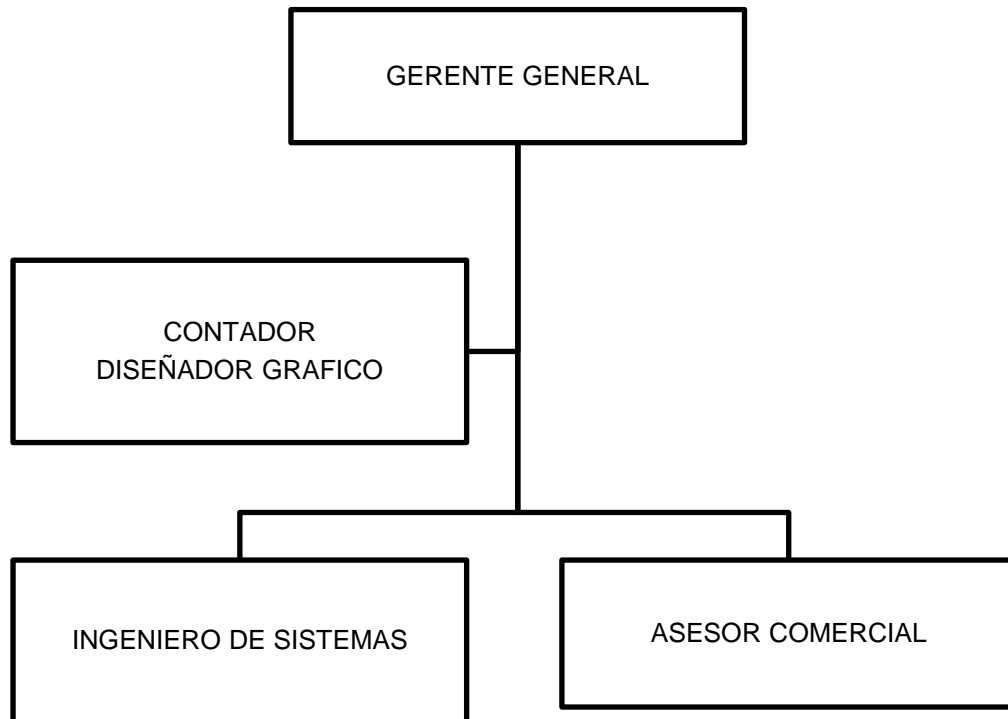 GERENTE GENERAL
CONTADOR
DISEÑADOR GRAFICO
INGENIERO DE SISTEMAS
ASESOR COMERCIAL